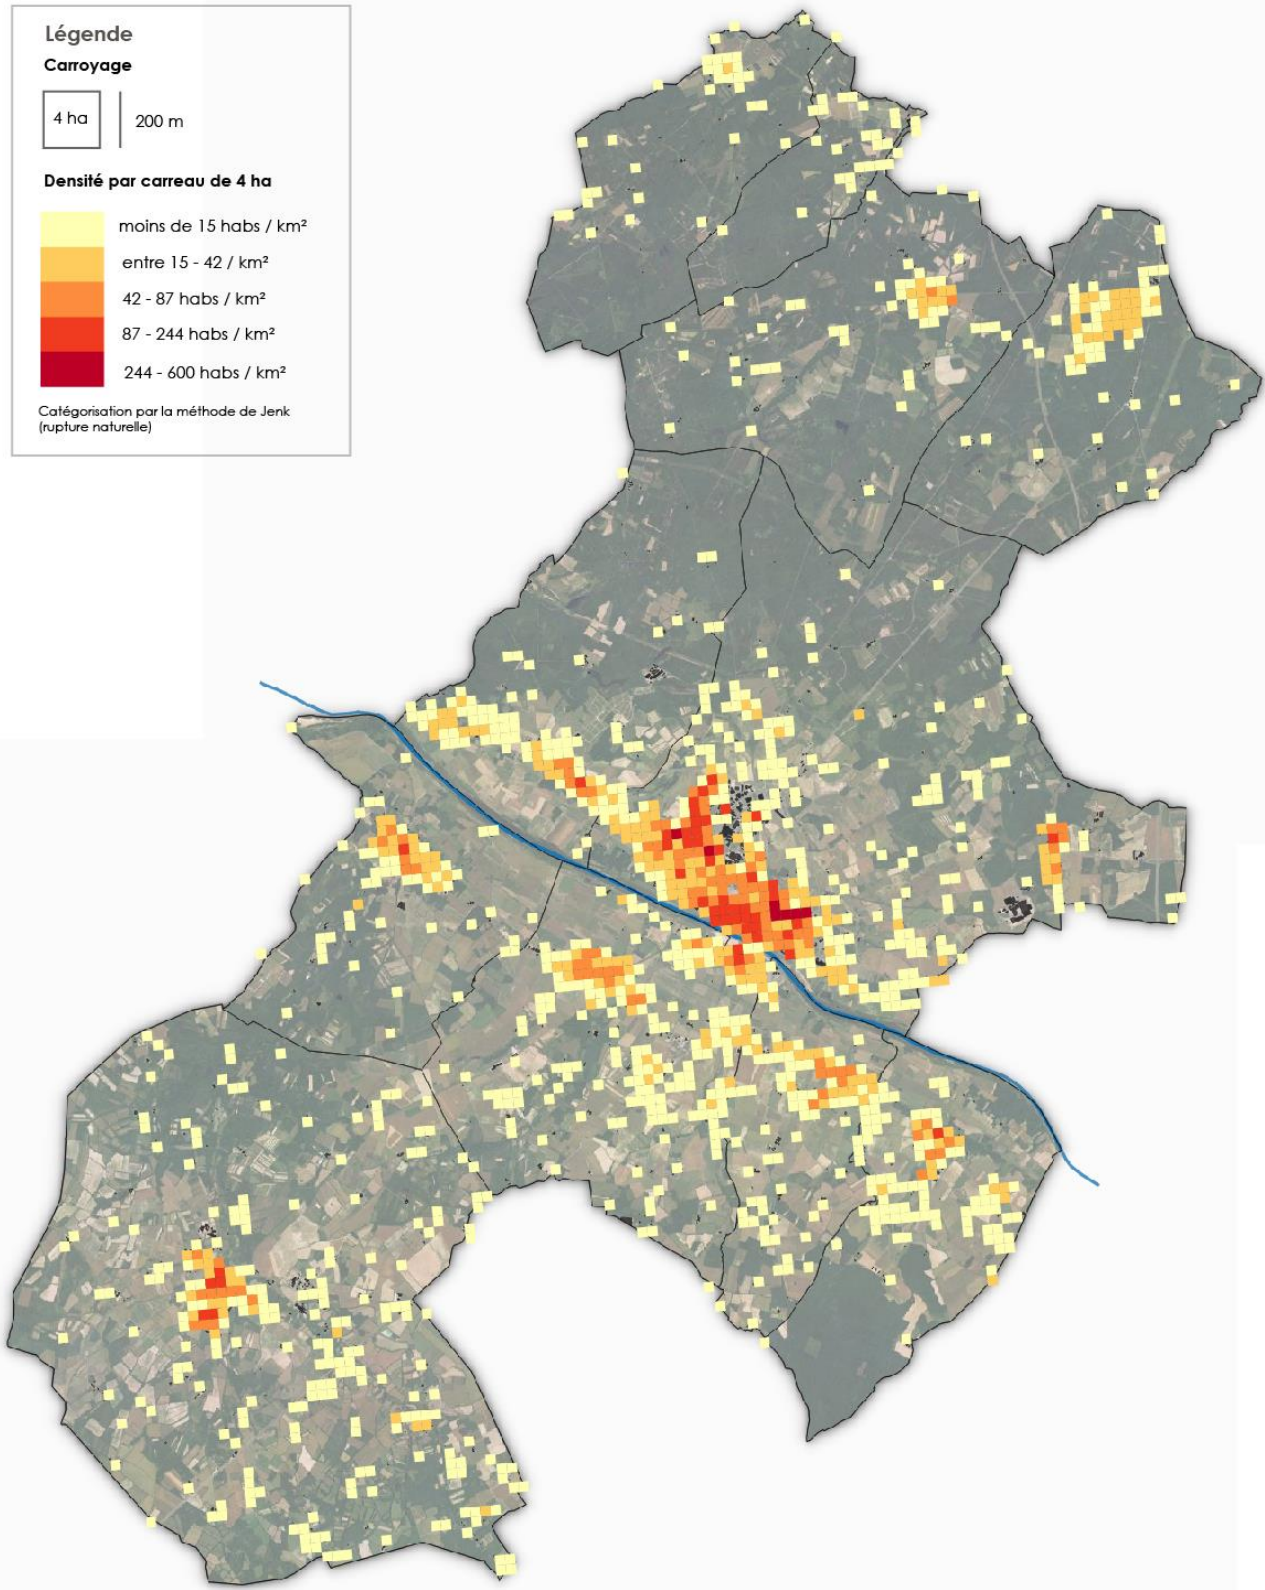 Légende
Carroyage
4 ha
200 m
Densité par carreau de 4 ha
moins de 15 habs / km²
entre 15 - 42 / km²
42 - 87 habs / km²
87 - 244 habs / km²
244 - 600 habs / km²
Catégorisation par la méthode de Jenk
(rupture naturelle)